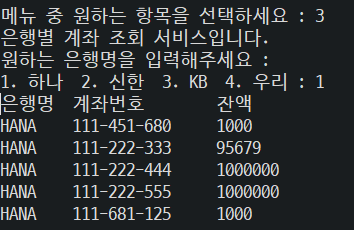 메뉴 중 원하는 항목을 선택하세요 : 3
은행별 계좌 조회 서비스입니다.
원하는 은행명을 입력해주세요 :
1. 하나  2. 신한  3. KB  4. 우리 : 1
은행명  계좌번호  잔액
HANA  111-451-680  1000
HANA  111-222-333  95679
HANA  111-222-444  1000000
HANA  111-222-555  1000000
HANA  111-681-125  1000